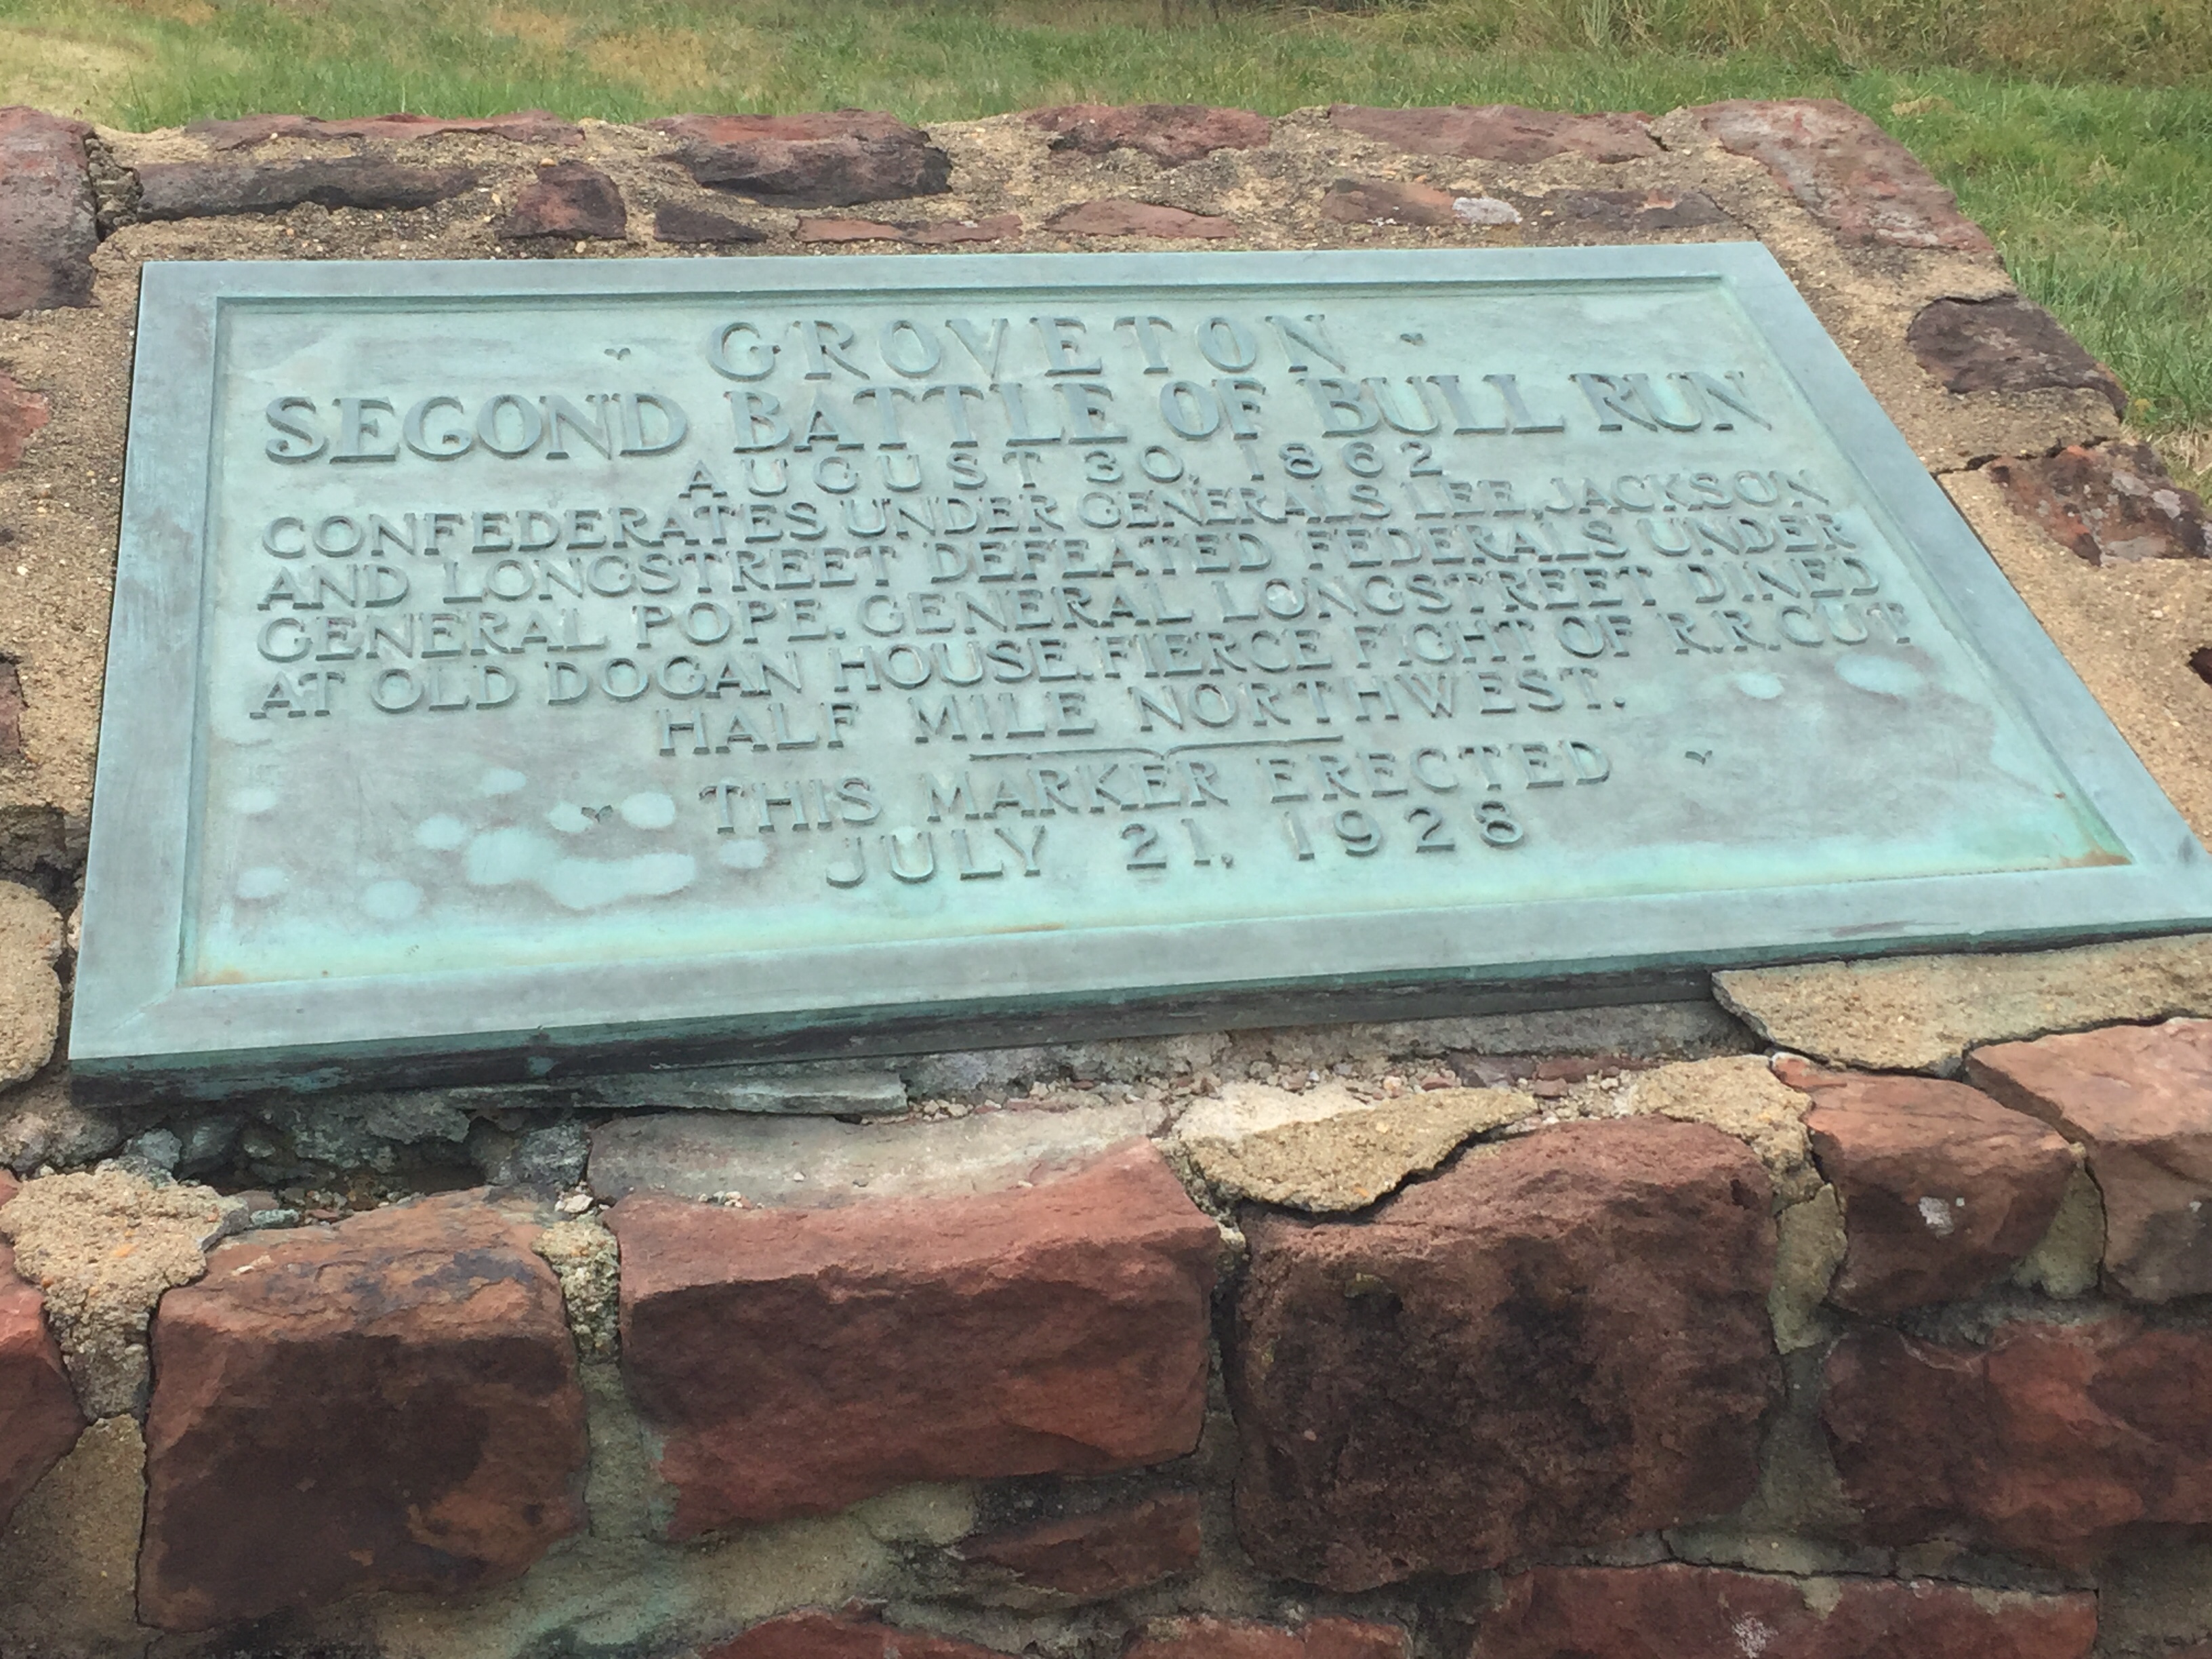 GROVETON
SECOND BATTLE OF BULL RUN
AUGUST 30, 1862
CONFEDERATES UNDER GENERALS LEE, JACKSON
AND LONGSTREET DEFEATED FEDERALS UNDER
GENERAL POPE. GENERAL LONGSTREET DINED
AT OLD DOGAN HOUSE. FIERCE FIGHT OF R.R. CUT
HALF MILE NORTHWEST.
THIS MARKER ERECTED
JULY 21, 1928